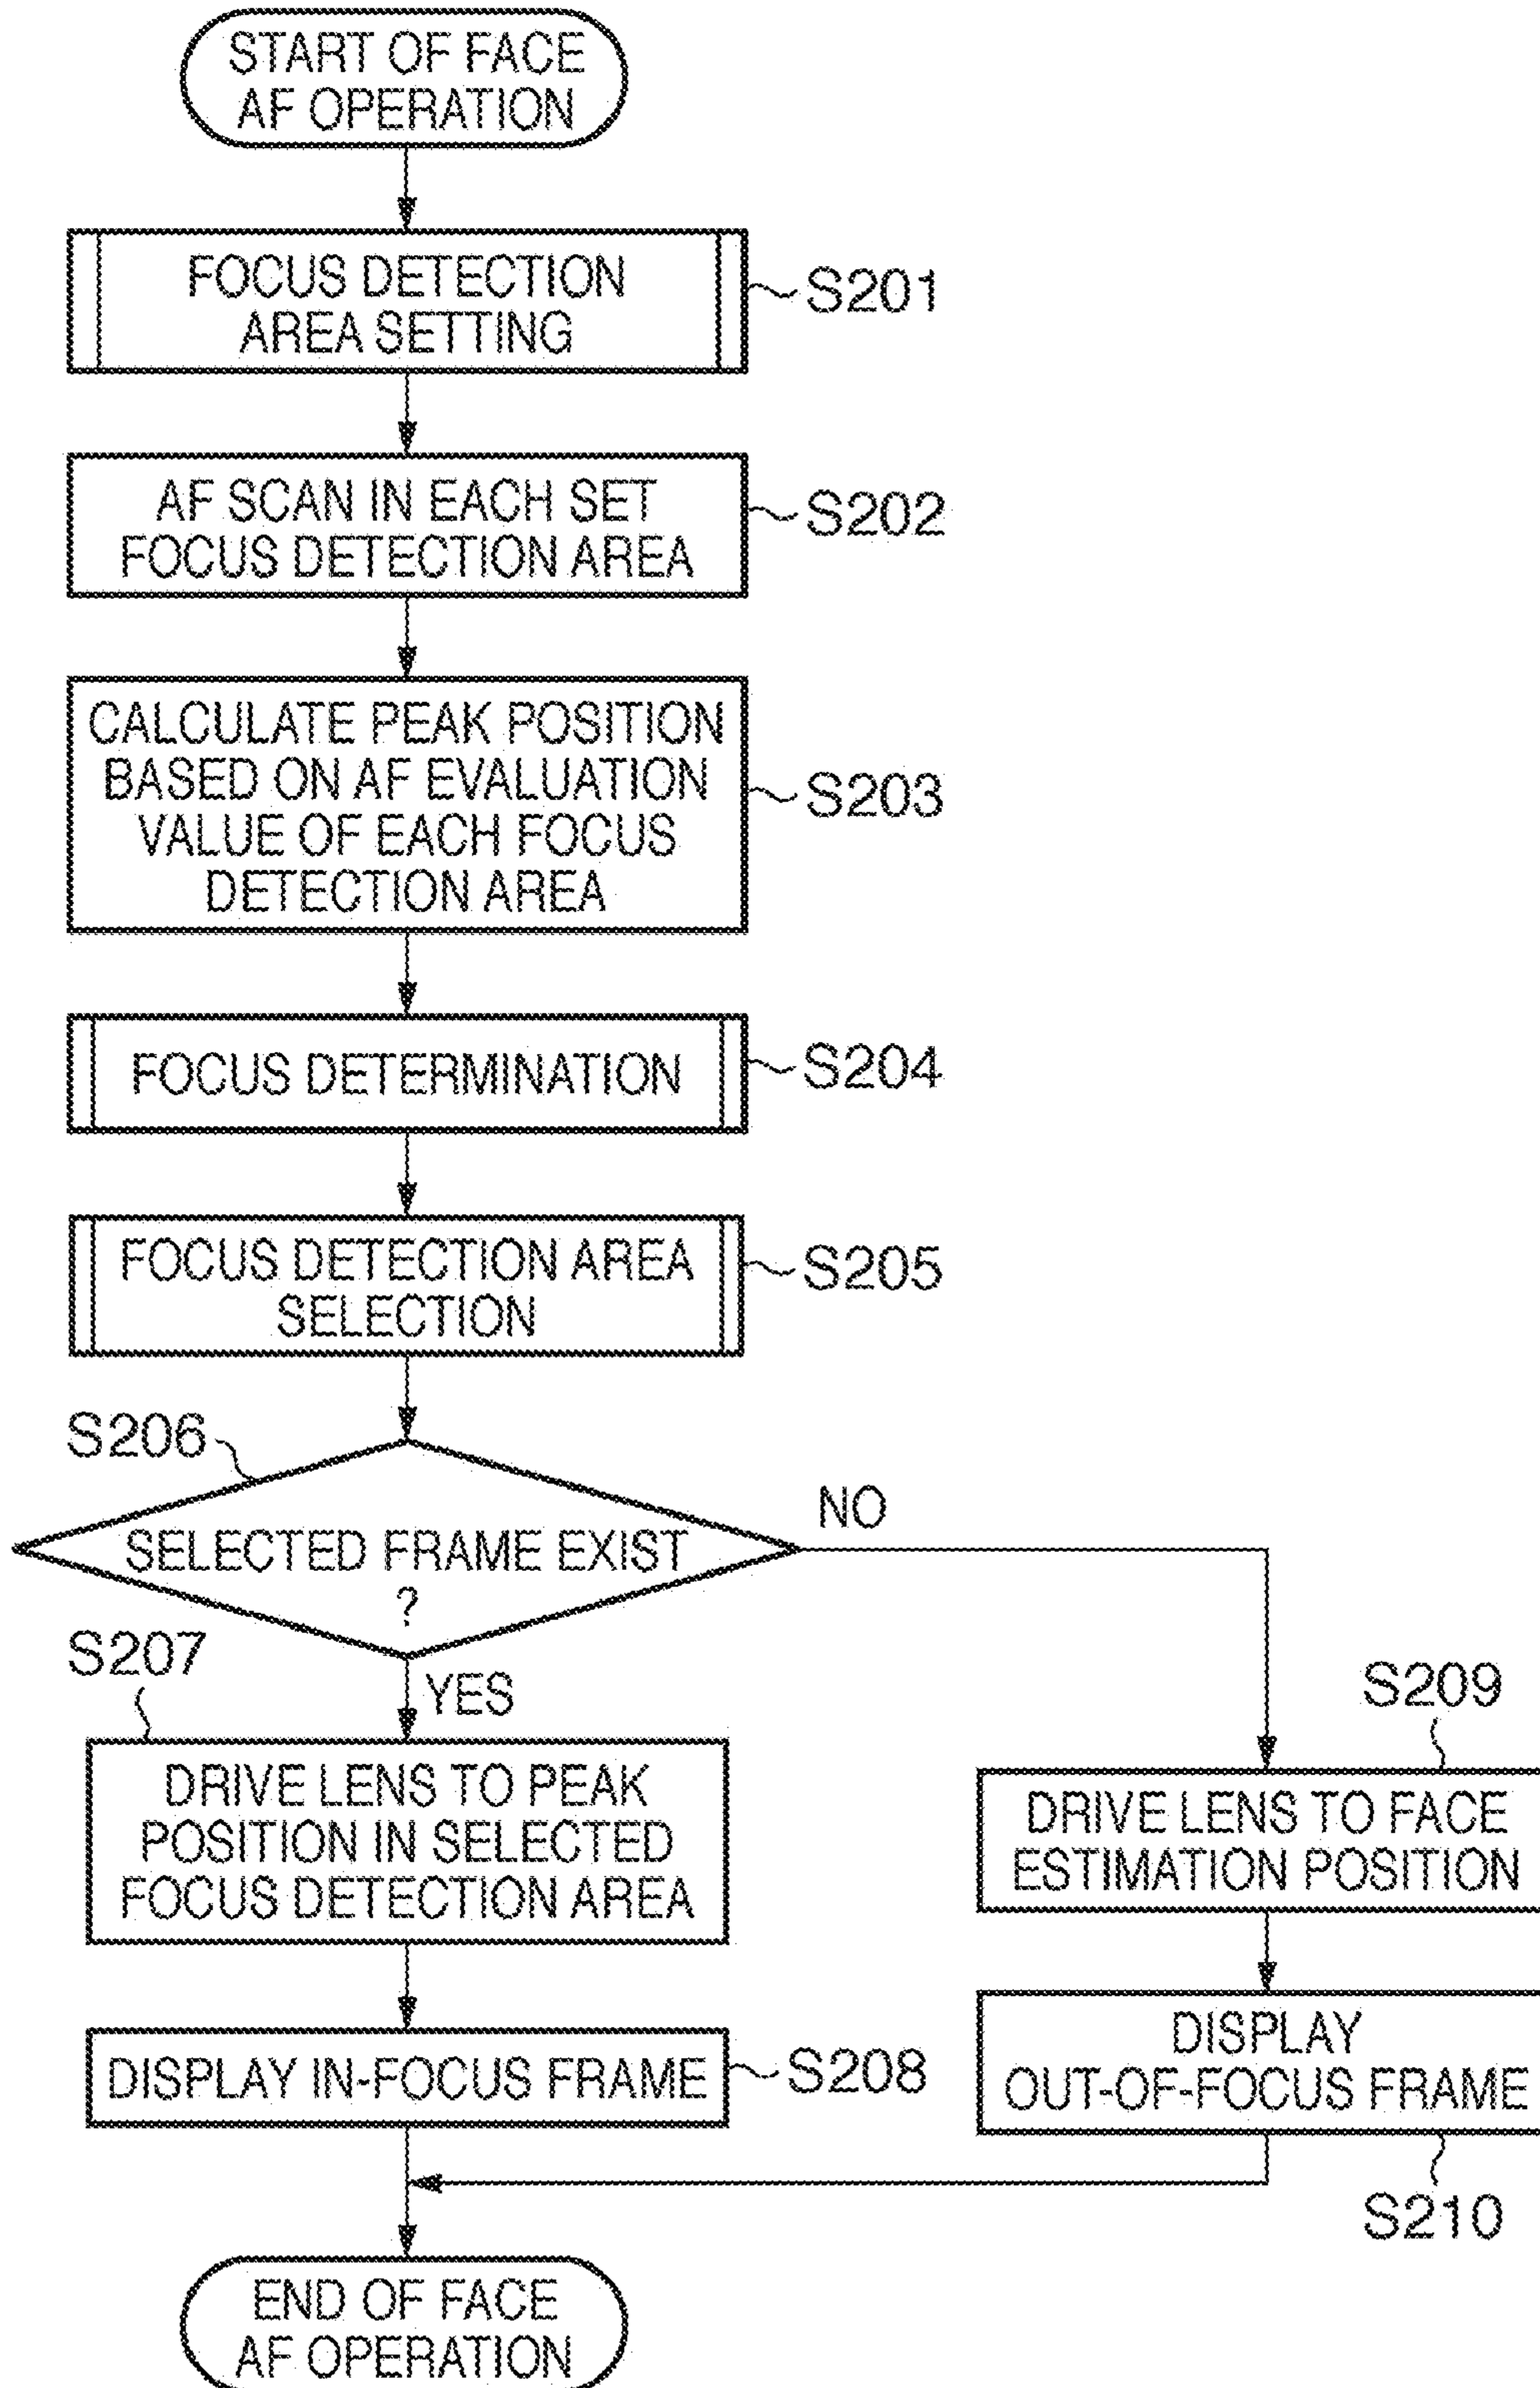 START OF FACE
AF OPERATION
FOCUS DETECTION
AREA SETTING
S201
AF SCAN IN EACH SET
FOCUS DETECTION AREA
S202
CALCULATE PEAK POSITION
BASED ON AF EVALUATION
VALUE OF EACH FOCUS
DETECTION AREA
S203
FOCUS DETERMINATION
S204
FOCUS DETECTION AREA
SELECTION
S205
S206
SELECTED FRAME EXIST
?
NO
YES
S207
DRIVE LENS TO PEAK
POSITION IN SELECTED
FOCUS DETECTION AREA
S209
DRIVE LENS TO FACE
ESTIMATION POSITION
DISPLAY IN-FOCUS FRAME
S208
DISPLAY
OUT-OF-FOCUS FRAME
S210
END OF FACE
AF OPERATION